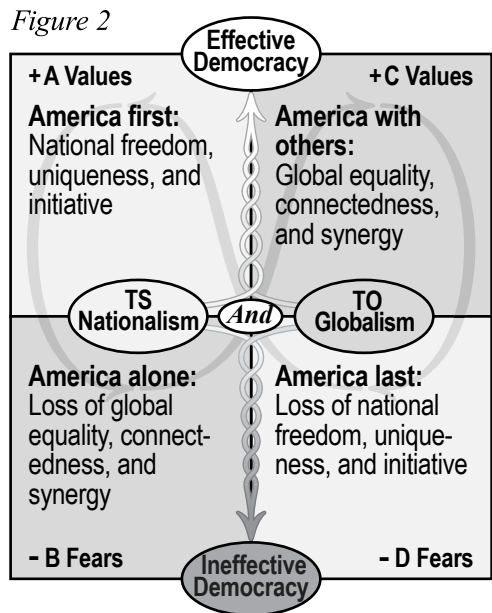 Figure 2
Effective
Democracy
+A Values
America first:
National freedom,
uniqueness, and
initiative
+C Values
America with
others:
Global equality,
connectedness,
and synergy
TS
Nationalism
And
TO
Globalism
America alone:
Loss of global
equality, connect-
edness, and
synergy
America last:
Loss of national
freedom, unique-
ness, and initiative
- B Fears
Ineffective
Democracy
- D Fears